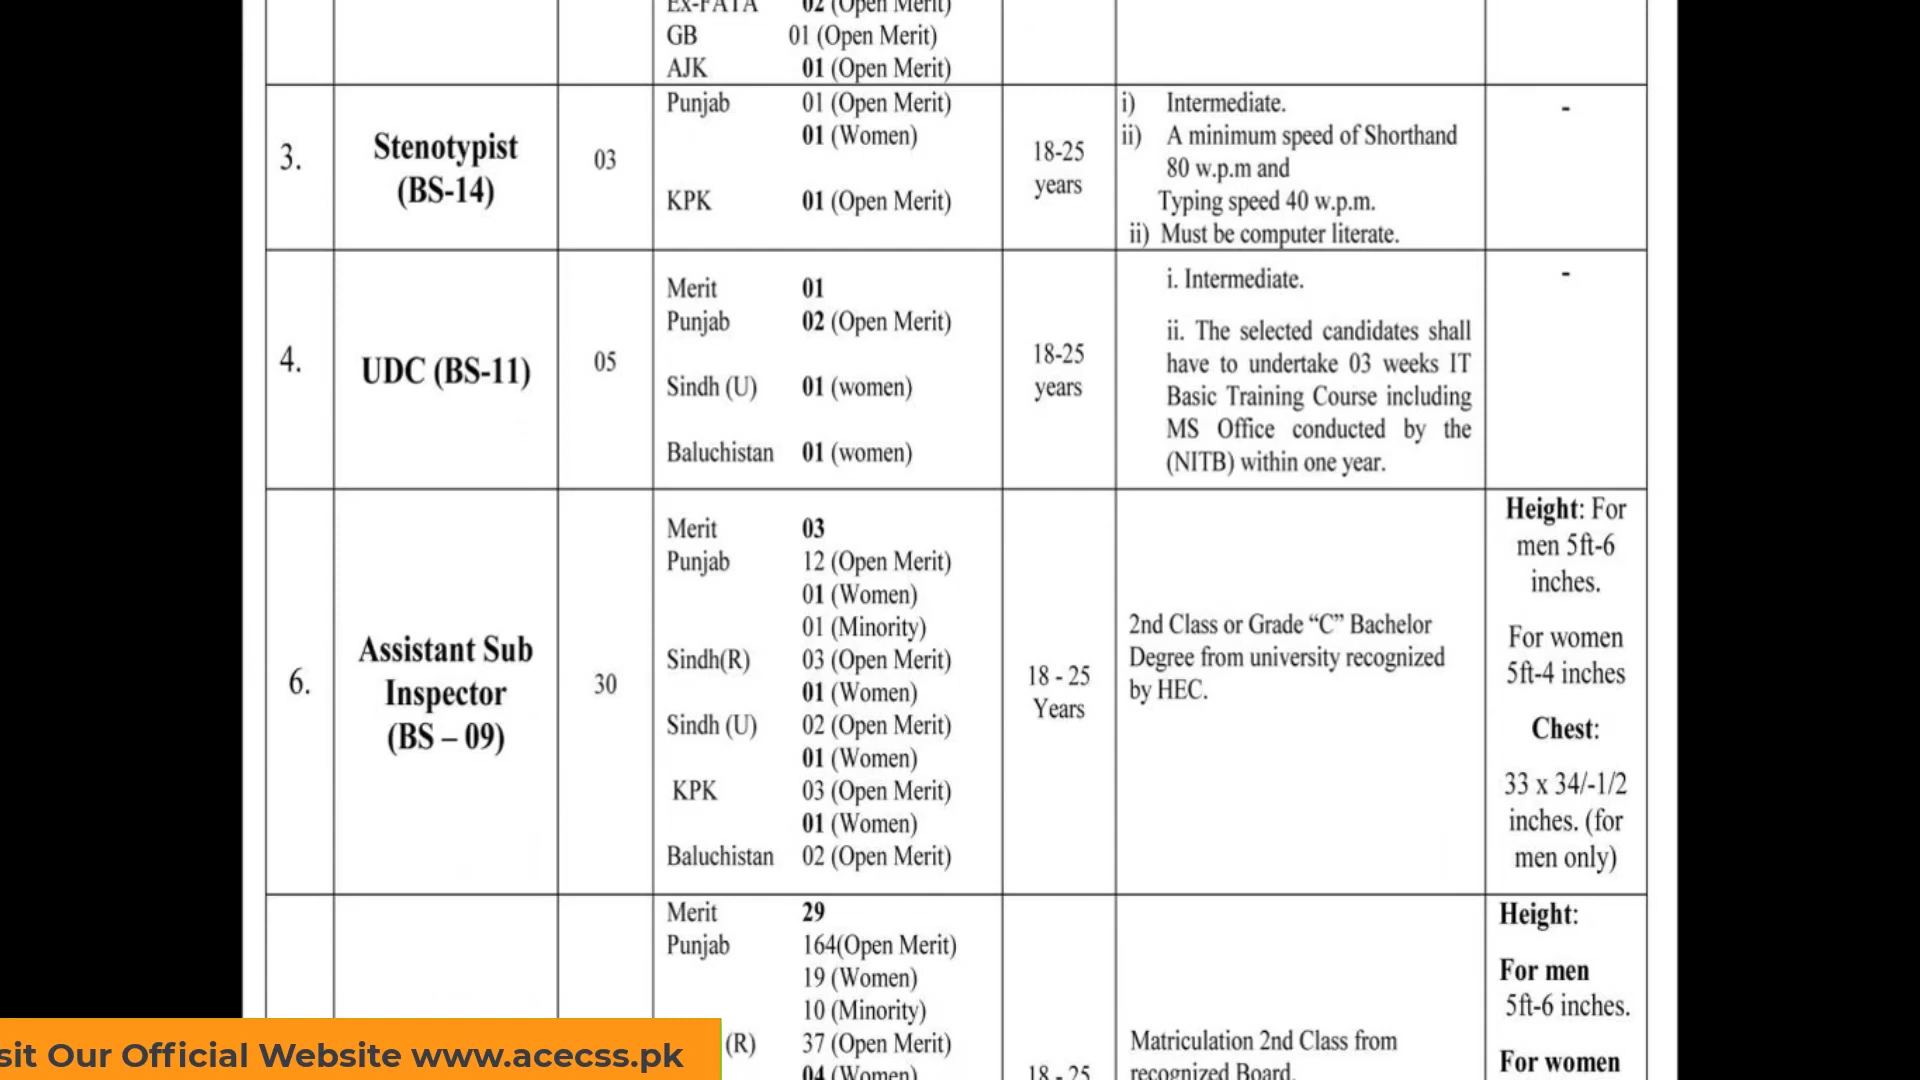 Ex-FATA 02 (Open Merit)
GB 01 (Open Merit)
AJK 01 (Open Merit)
3.
Stenotypist
(BS-14)
03
Punjab 01 (Open Merit)
01 (Women)
KPK 01 (Open Merit)
18-25
years
i) Intermediate.
ii) A minimum speed of Shorthand
80 w.p.m and
Typing speed 40 w.p.m.
ii) Must be computer literate.
-
4.
UDC (BS-11)
05
Merit 01
Punjab 02 (Open Merit)
Sindh (U) 01 (women)
Baluchistan 01 (women)
18-25
years
i. Intermediate.
ii. The selected candidates shall
have to undertake 03 weeks IT
Basic Training Course including
MS Office conducted by the
(NITB) within one year.
-
6.
Assistant Sub
Inspector
(BS – 09)
30
Merit 03
Punjab 12 (Open Merit)
01 (Women)
01 (Minority)
Sindh(R) 03 (Open Merit)
01 (Women)
Sindh (U) 02 (Open Merit)
01 (Women)
KPK 03 (Open Merit)
01 (Women)
Baluchistan 02 (Open Merit)
18 - 25
Years
2nd Class or Grade “C” Bachelor
Degree from university recognized
by HEC.
Height: For
men 5ft-6
inches.
For women
5ft-4 inches
Chest:
33 x 34/-1/2
inches. (for
men only)
Merit 29
Punjab 164(Open Merit)
19 (Women)
10 (Minority)
(R) 37 (Open Merit)
04 (Women)
18 - 25
Matriculation 2nd Class from
recognized Board.
Height:
For men
5ft-6 inches.
For women
sit Our Official Website www.acecss.pk